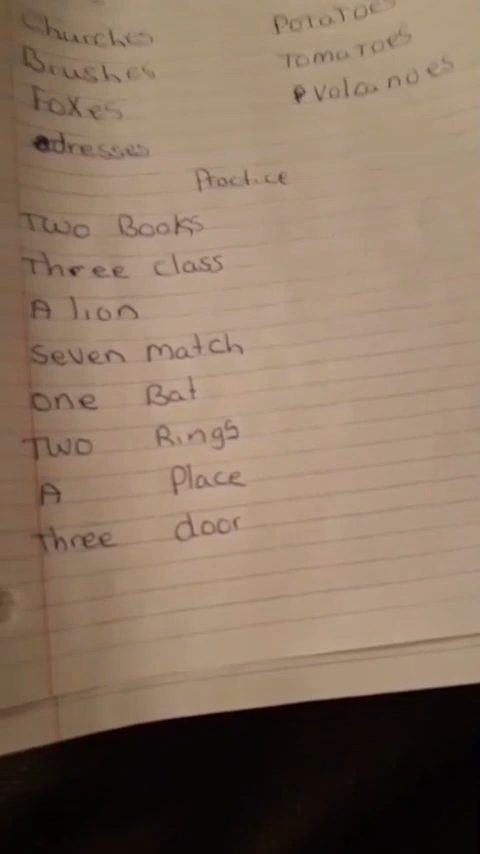 Churches
Brushes
Foxes
dresses
Potatoes
Tomatoes
Volcanoes
Practice
Two Books
Three class
A lion
Seven match
one Bat
Two Rings
A Place
Three door